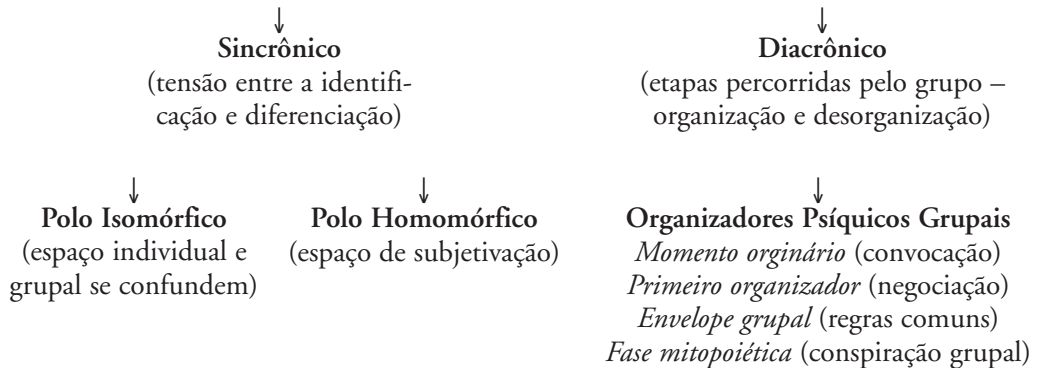 ↓
Sincrônico
(tensão entre a identifi-
cação e diferenciação)
↓
Diacrônico
(etapas percorridas pelo grupo –
organização e desorganização)
↓
Polo Isomórfico
(espaço individual e
grupal se confundem)
↓
Polo Homomórfico
(espaço de subjetivação)
↓
Organizadores Psíquicos Grupais
Momento orginário (convocação)
Primeiro organizador (negociação)
Envelope grupal (regras comuns)
Fase mitopoiética (conspiração grupal)